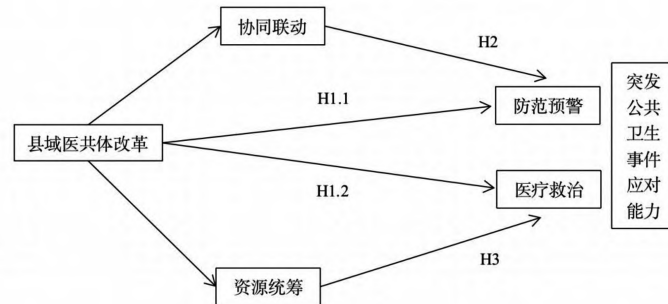 协同联动
H2
H1.1
防范预警
县域医共体改革
H1.2
医疗救治
H3
资源统筹
突发
公共
卫生
事件
应对
能力